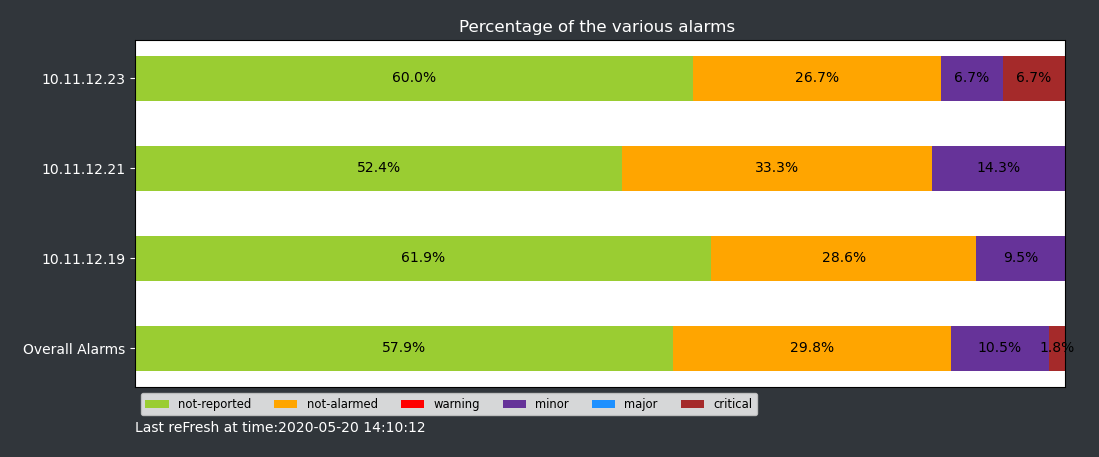 Percentage of the various alarms
10.11.12.23 60.0% 26.7% 6.7% 6.7%
10.11.12.21 52.4% 33.3% 14.3%
10.11.12.19 61.9% 28.6% 9.5%
Overall Alarms 57.9% 29.8% 10.5% 1.8%
not-reported not-alarmed warning minor major critical
Last reFresh at time:2020-05-20 14:10:12